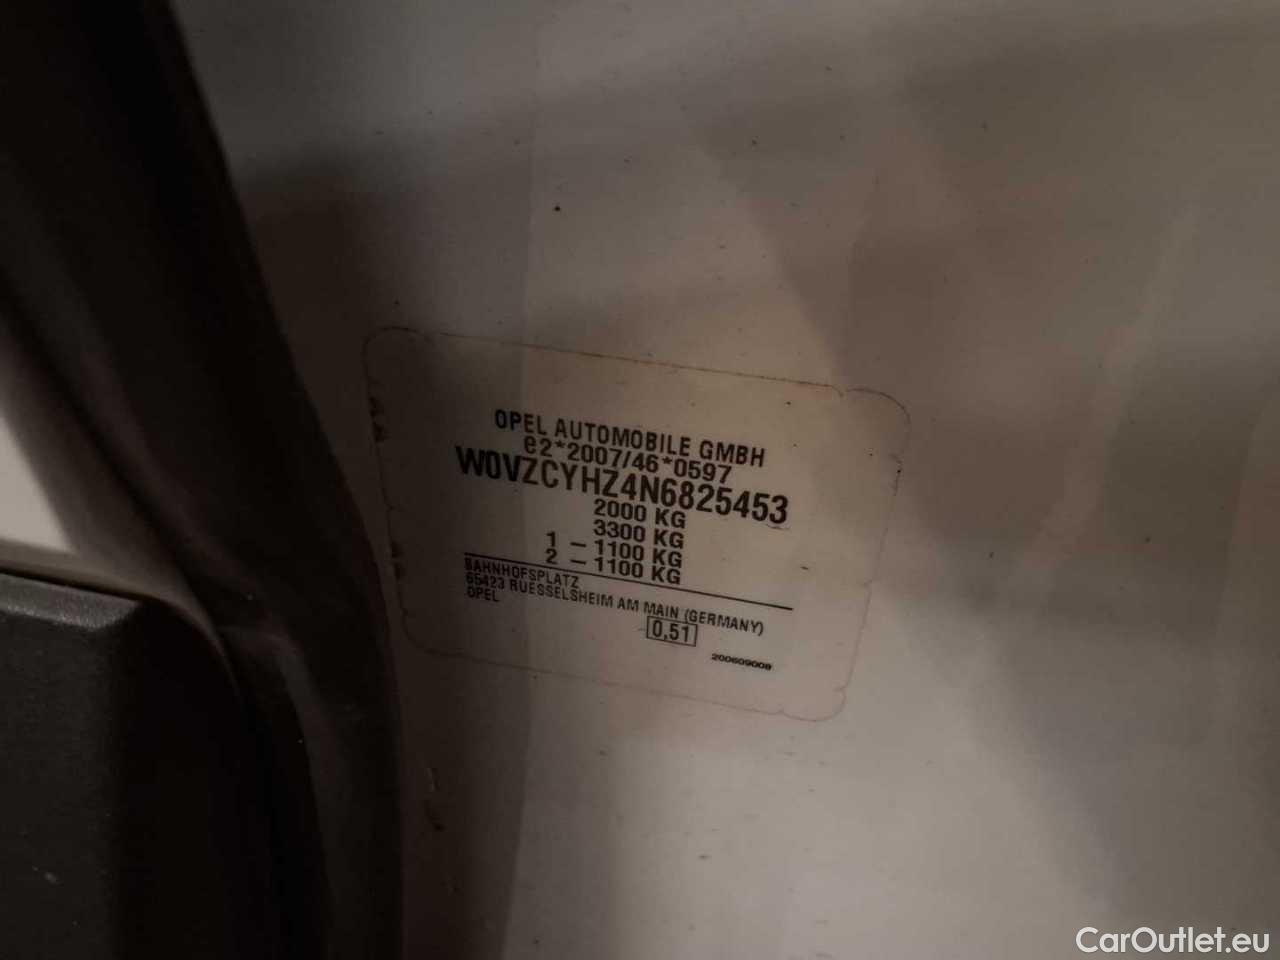 OPEL AUTOMOBILE GMBH
e2*2007/46*0597
W0VZCYHZ4N6825453
2000 KG
3300 KG
1 – 1100 KG
2 – 1100 KG
BAHNHOFSPLATZ
65423 RUESSELSHEIM AM MAIN (GERMANY)
OPEL
0,51
200609008
CarOutlet.eu